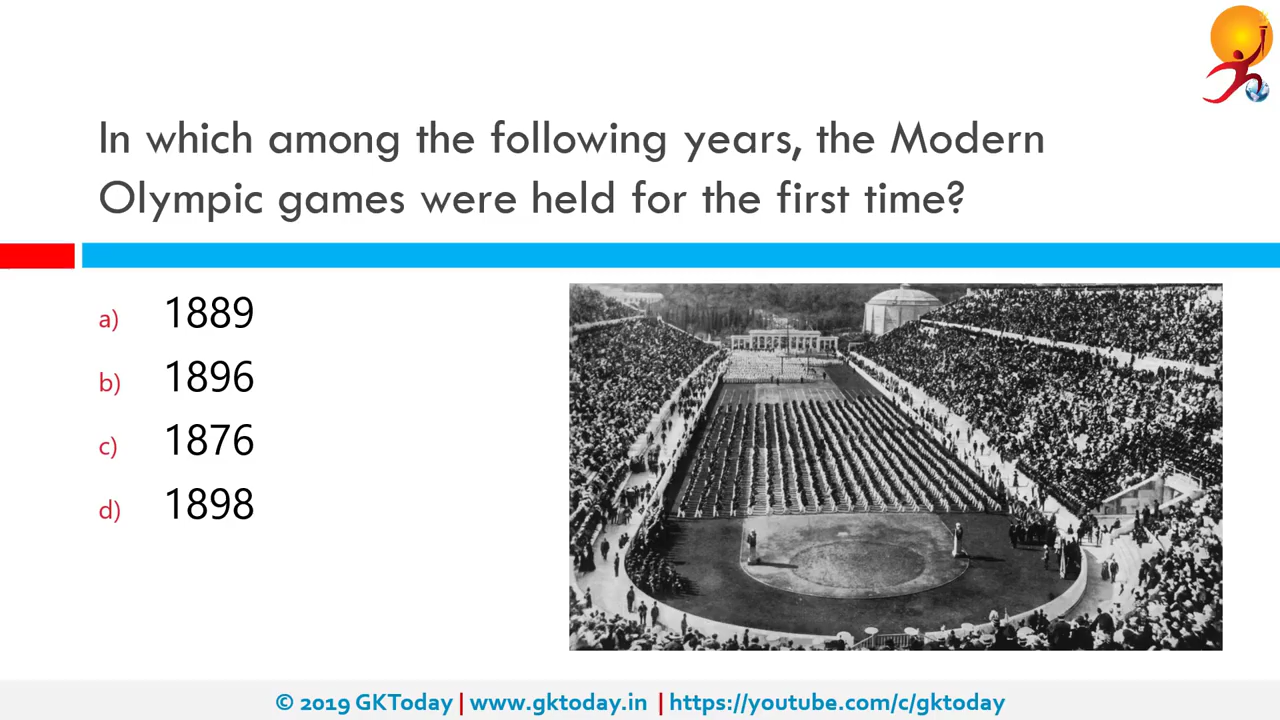 In which among the following years, the Modern
Olympic games were held for the first time?
a) 1889
b) 1896
c) 1876
d) 1898
© 2019 GKToday | www.gktoday.in | https://youtube.com/c/gktoday